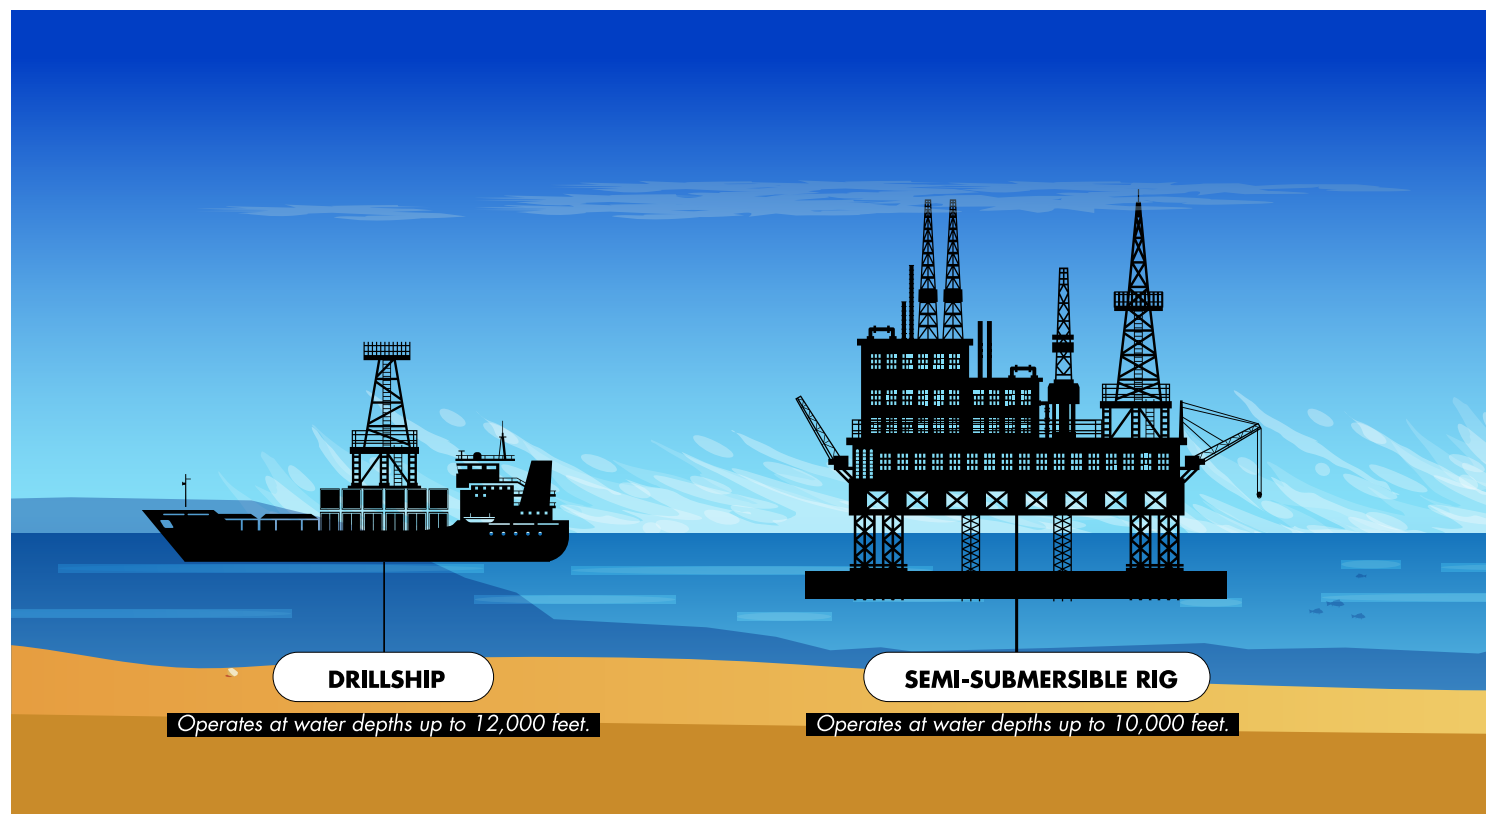 DRILLSHIP
Operates at water depths up to 12,000 feet.
SEMI-SUBMERSIBLE RIG
Operates at water depths up to 10,000 feet.